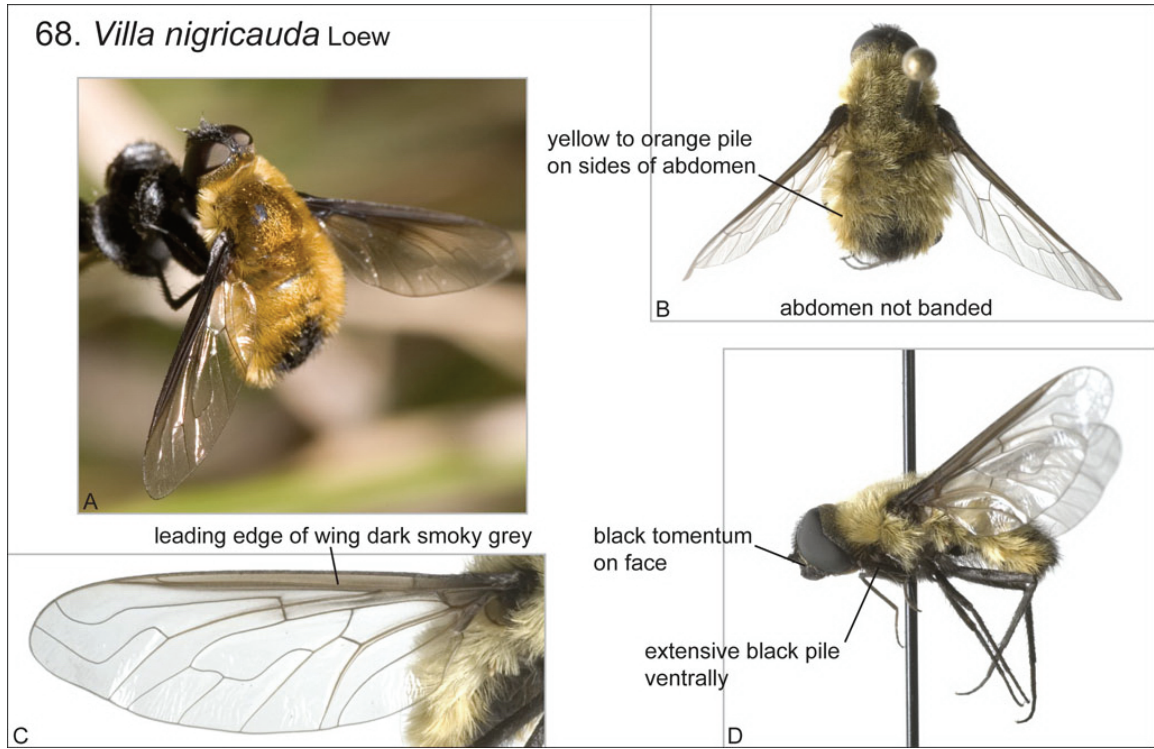 68. Villa nigricauda Loew
A
yellow to orange pile
on sides of abdomen
B
abdomen not banded
leading edge of wing dark smoky grey
C
black tomentum
on face
extensive black pile
ventrally
D